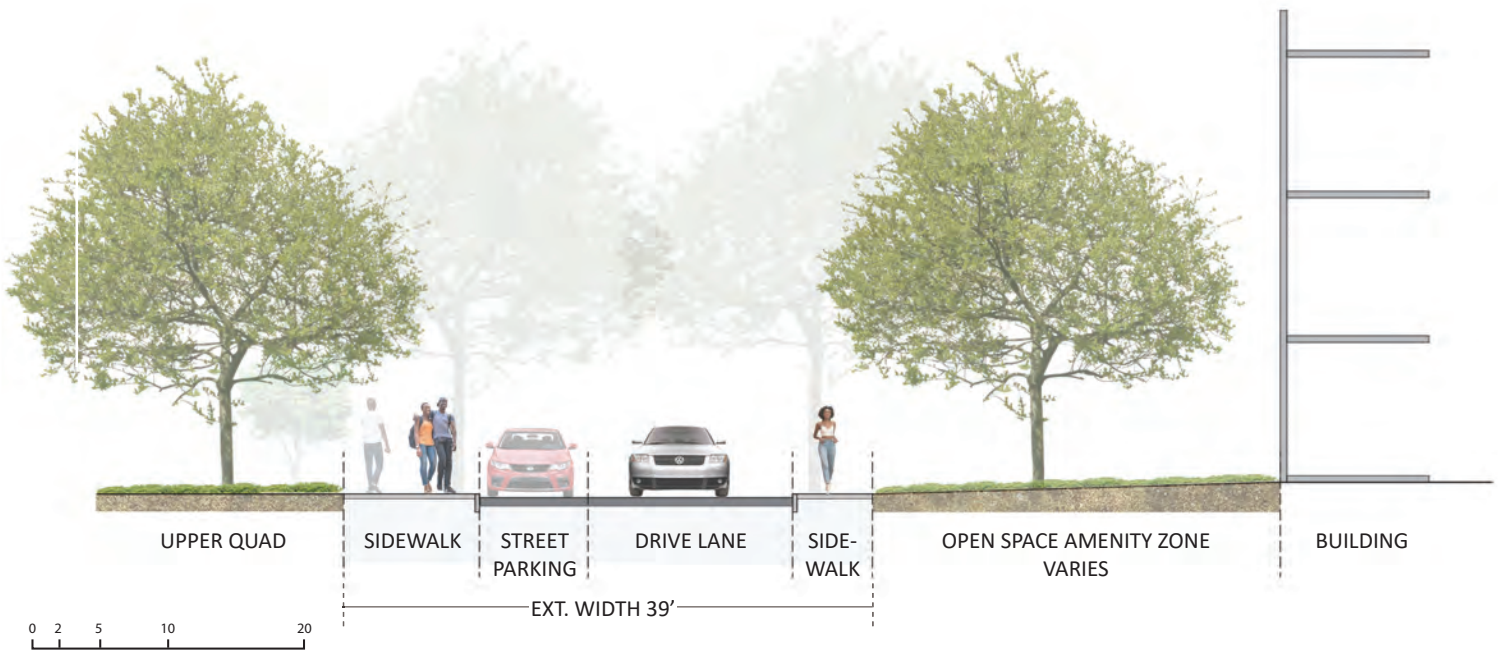 UPPER QUAD
SIDEWALK
STREET
PARKING
DRIVE LANE
SIDE-
WALK
OPEN SPACE AMENITY ZONE
VARIES
BUILDING
EXT. WIDTH 39’
0 2 5 10 20